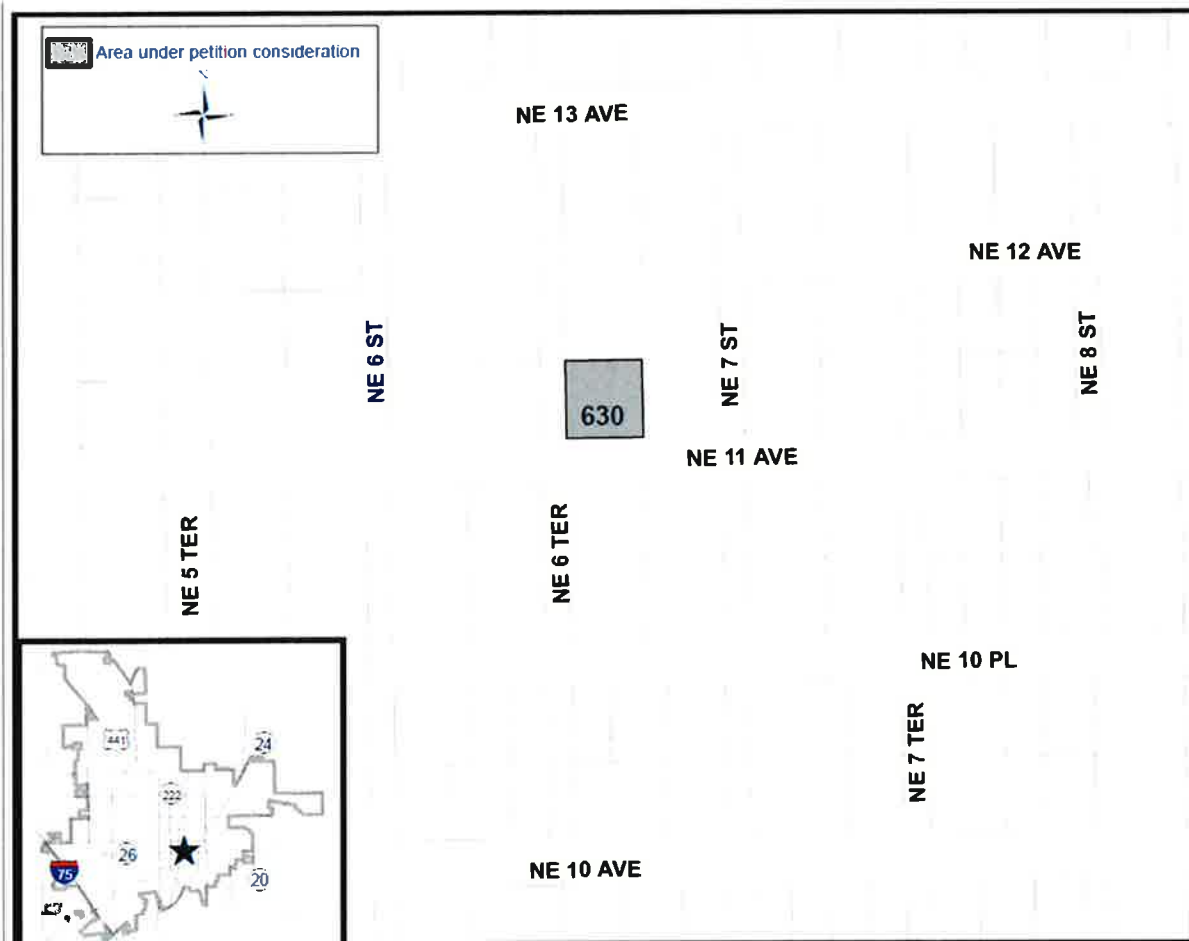 Area under petition consideration
N
NE 13 AVE
NE 12 AVE
NE 6 ST
NE 7 ST
NE 8 ST
630
NE 11 AVE
NE 5 TER
NE 6 TER
NE 10 PL
NE 7 TER
NE 10 AVE
441
24
222
26
75
20